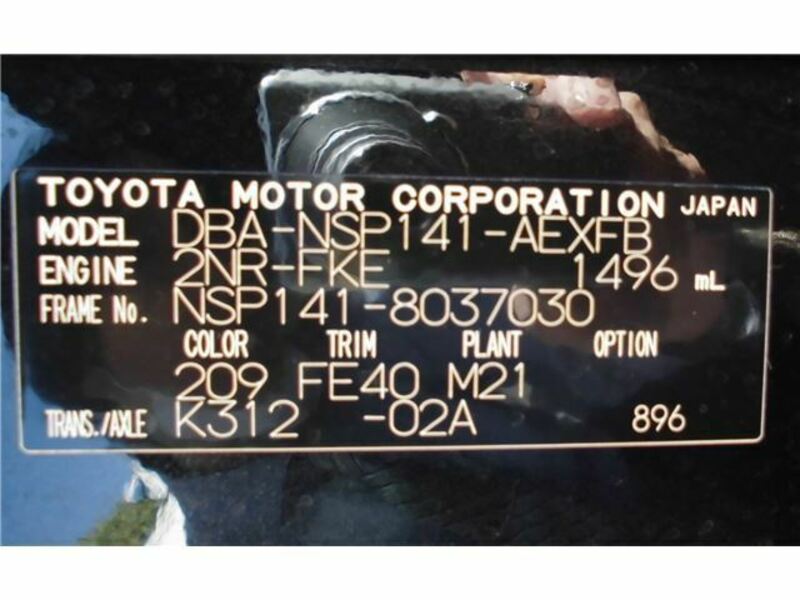 TOYOTA MOTOR CORPORATION JAPAN
MODEL DBA-NSP141-AEXFB
ENGINE 2NR-FKE 1496 mL
FRAME No. NSP141-8037030
COLOR TRIM PLANT OPTION
209 FE40 M21
TRANS./AXLE K312 -02A 896